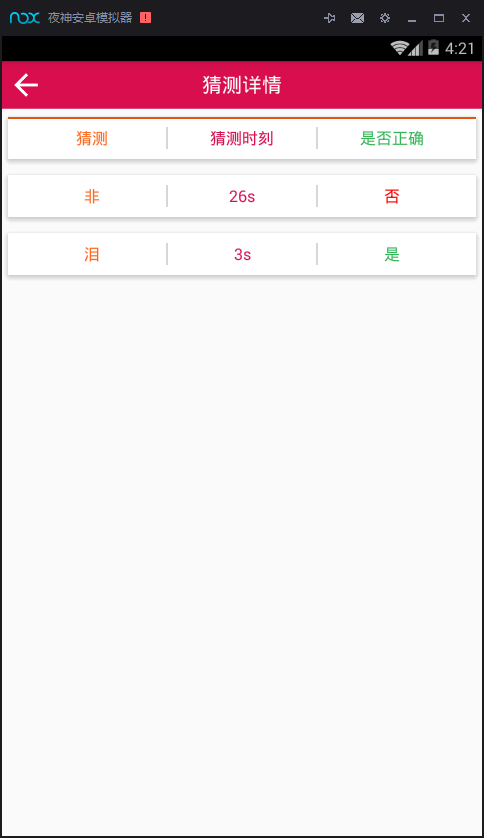 nox 夜神安卓模拟器
4:21
猜测详情
猜测 猜测时刻 是否正确
非 26s 否
泪 3s 是